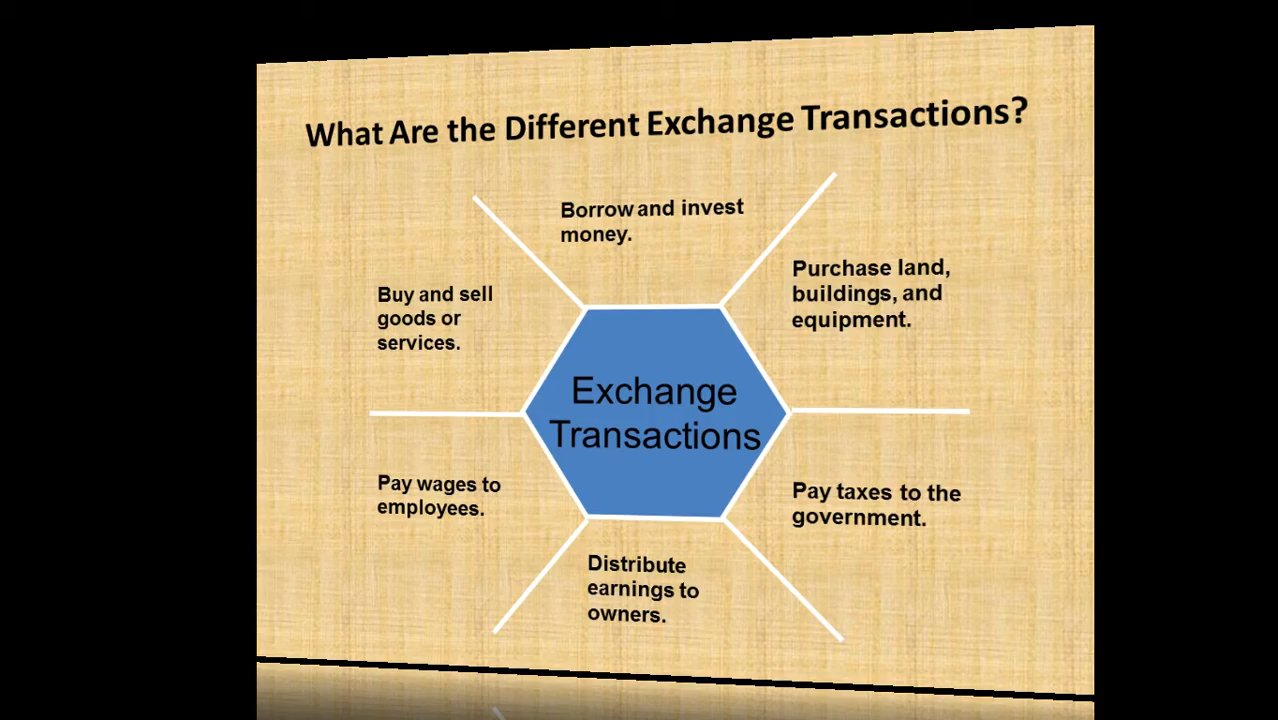 What Are the Different Exchange Transactions?
Borrow and invest
money.
Purchase land,
buildings, and
equipment.
Buy and sell
goods or
services.
Exchange
Transactions
Pay wages to
employees.
Pay taxes to the
government.
Distribute
earnings to
owners.